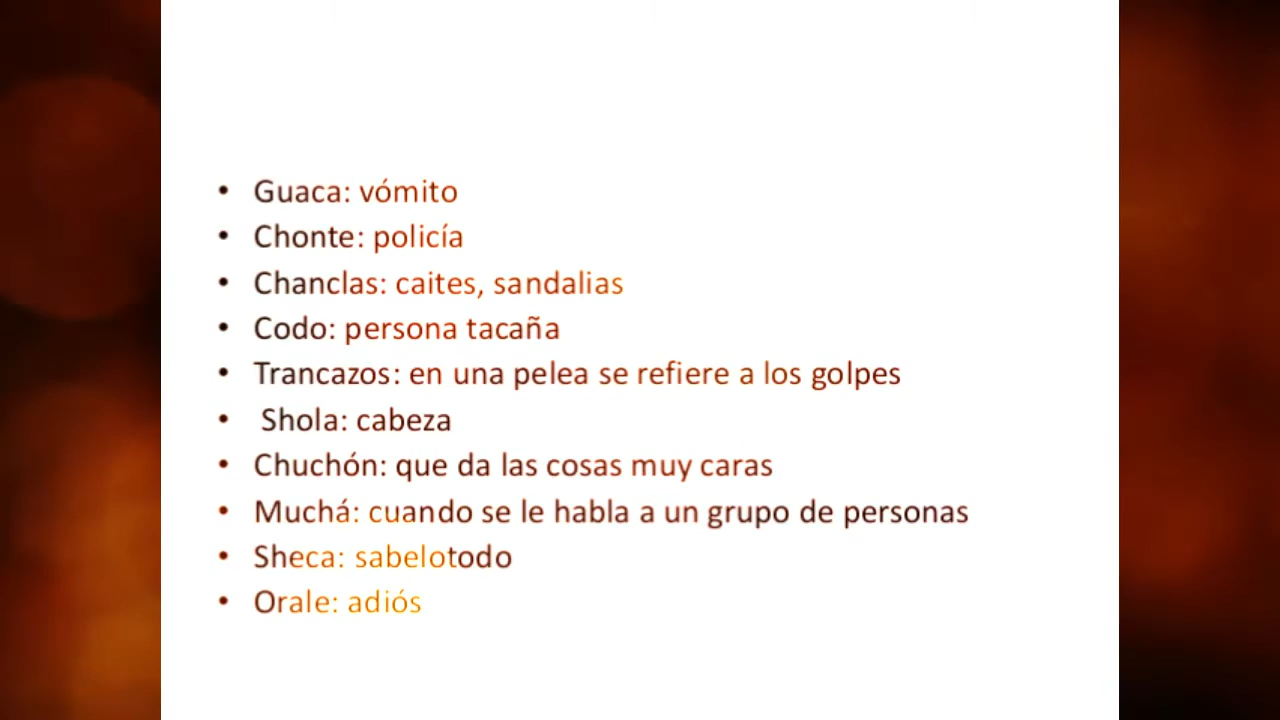 • Guaca: vómito
• Chonte: policía
• Chanclas: caites, sandalias
• Codo: persona tacaña
• Trancazos: en una pelea se refiere a los golpes
• Shola: cabeza
• Chuchón: que da las cosas muy caras
• Muchá: cuando se le habla a un grupo de personas
• Sheca: sabelotodo
• Orale: adiós